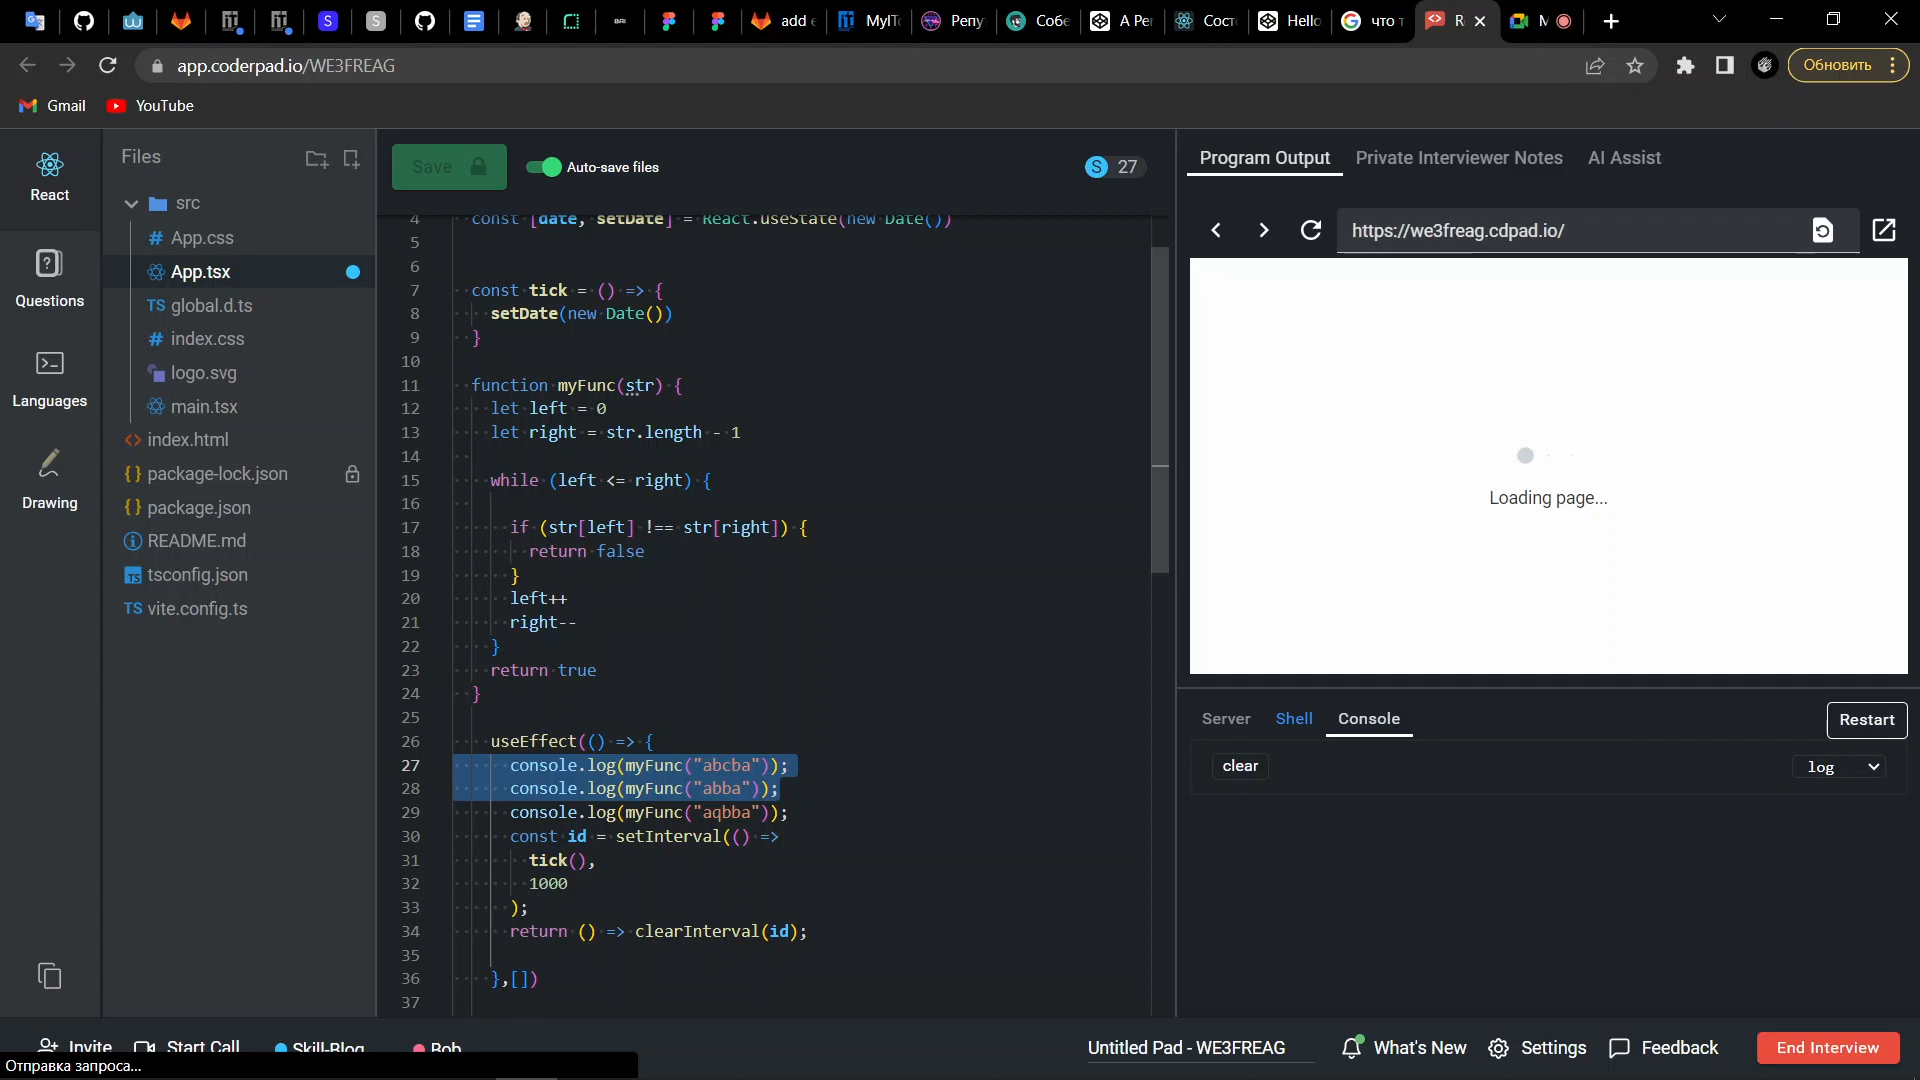 add
MyITe
Репу
Собе
А Ре
Сост
Hello
что т
R
M
app.coderpad.io/WE3FREAG
Обновить
Gmail
YouTube
React
Questions
Languages
Drawing
Files
src
# App.css
App.tsx
TS global.d.ts
# index.css
logo.svg
main.tsx
<> index.html
{} package-lock.json
{} package.json
README.md
TS tsconfig.json
TS vite.config.ts
Save
Auto-save files
S 27
4 const [date, setDate] = React.useState(new Date())
5
6
7 const tick = () => {
8 setDate(new Date())
9 }
10
11 function myFunc(str) {
12 let left = 0
13 let right = str.length - 1
14
15 while (left <= right) {
16
17 if (str[left] !== str[right]) {
18 return false
19 }
20 left++
21 right--
22 }
23 return true
24 }
25
26 useEffect(() => {
27 console.log(myFunc("abcba"));
28 console.log(myFunc("abba"));
29 console.log(myFunc("aqbba"));
30 const id = setInterval(() =>
31 tick(),
32 1000
33 );
34 return () => clearInterval(id);
35
36 },[])
37
Program Output
Private Interviewer Notes
AI Assist
https://we3freag.cdpad.io/
Loading page...
Server
Shell
Console
Restart
clear
log
Invite
Start Call
Skill-Blog
Bob
Untitled Pad - WE3FREAG
What's New
Settings
Feedback
End Interview
Отправка запроса...